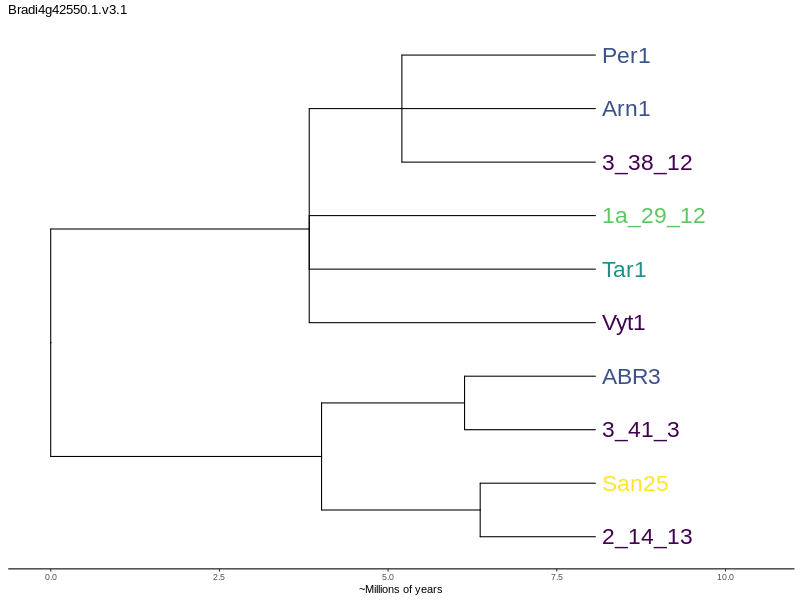 Bradi4g42550.1.v3.1
Per1
Arn1
3_38_12
1a_29_12
Tar1
Vyt1
ABR3
3_41_3
San25
2_14_13
0.0 2.5 5.0 7.5 10.0
~Millions of years